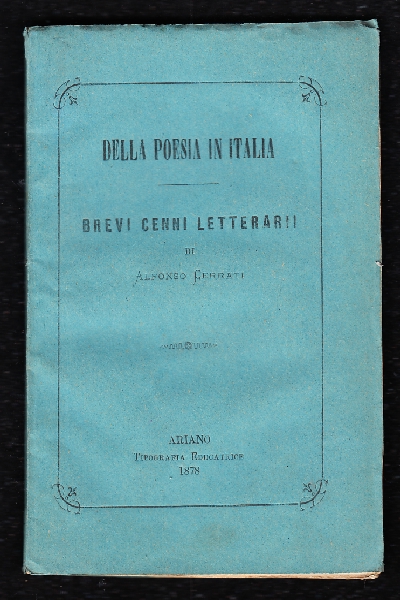 DELLA POESIA IN ITALIA
BREVI CENNI LETTERARII
DI
ALFONSO CERRATI
ARIANO
TIPOGRAFIA EDUCATRICE
1878